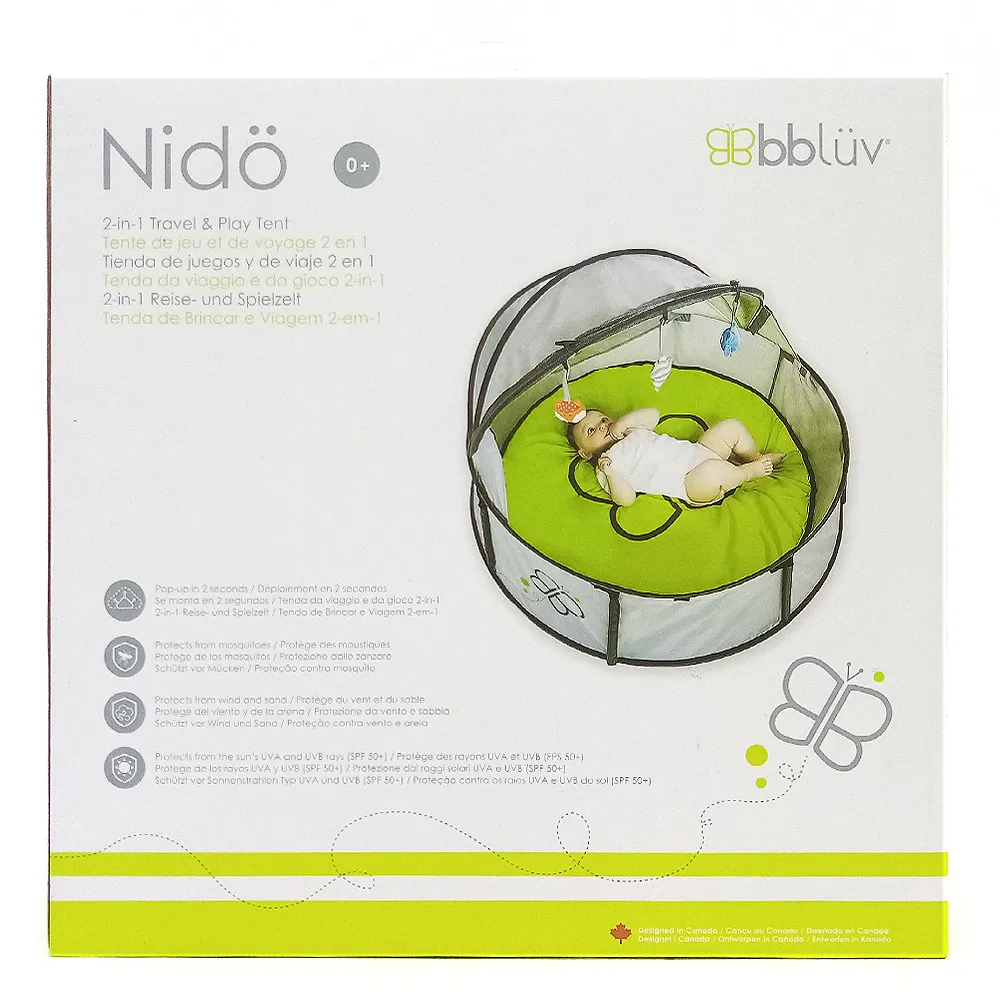 Nidö 0+
bblüv®
2-in-1 Travel & Play Tent
Tente de jeu et de voyage 2 en 1
Tienda de juegos y de viaje 2 en 1
Tenda da viaggio e da gioco 2-in-1
2-in-1 Reise- und Spielzelt
Tenda de Brincar e Viagem 2-em-1
Pop-up in 2 seconds / Déploiement en 2 secondes
Se monta en 2 segundos / Tenda da viaggio e da gioco 2-in-1
2-in-1 Reise- und Spielzelt / Tenda de Brincar e Viagem 2-em-1
Protects from mosquitoes / Protège des moustiques
Protege de los mosquitos / Protezione dalle zanzare
Schützt vor Mücken / Proteção contra mosquito
Protects from wind and sand / Protège du vent et du sable
Protege del viento y de la arena / Protezione da vento e sabbia
Schützt vor Wind und Sand / Proteção contra vento e areia
Protects from the sun's UVA and UVB rays (SPF 50+) / Protège des rayons UVA et UVB (FPS 50+)
Protege de los rayos UVA y UVB (SPF 50+) / Protezione dai raggi solari UVA e UVB (SPF 50+)
Schützt vor Sonnenstrahlen Typ UVA und UVB (SPF 50+) / Proteção contra os raios UVA e UVB do sol (SPF 50+)
Designed in Canada / Conçu au Canada / Diseñado en Canadá
Designet i Canada / Ontworpen in Canada / Entworfen in Kanada